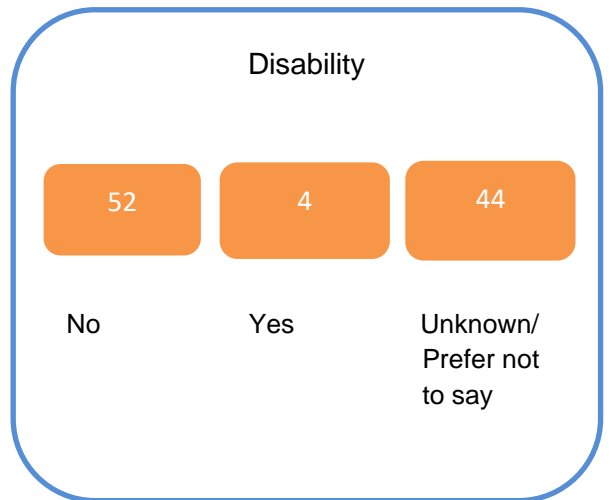 Disability
52 4 44
No Yes Unknown/
Prefer not
to say